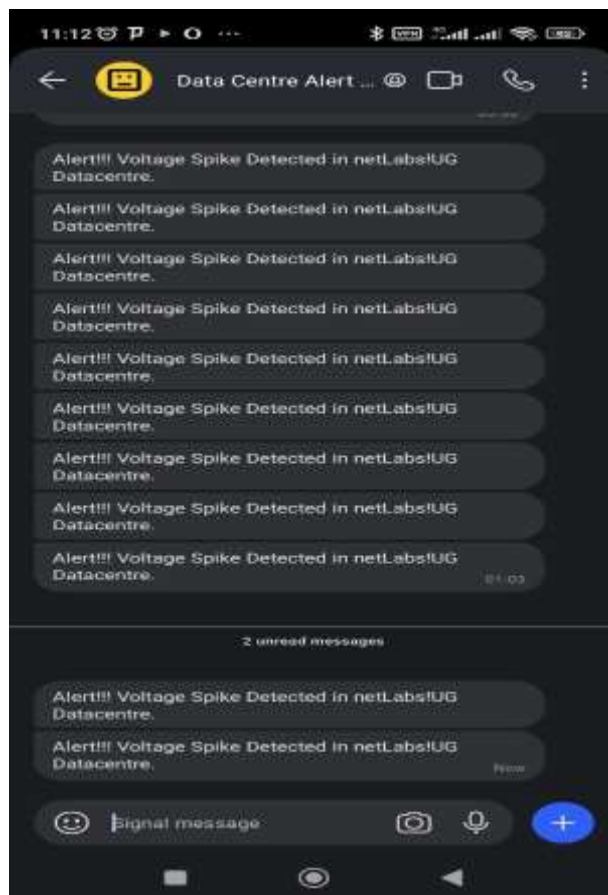 11:12
Data Centre Alert ...
Alert!!! Voltage Spike Detected in netLabs!UG
Datacentre.
Alert!!! Voltage Spike Detected in netLabs!UG
Datacentre.
Alert!!! Voltage Spike Detected in netLabs!UG
Datacentre.
Alert!!! Voltage Spike Detected in netLabs!UG
Datacentre.
Alert!!! Voltage Spike Detected in netLabs!UG
Datacentre.
Alert!!! Voltage Spike Detected in netLabs!UG
Datacentre.
Alert!!! Voltage Spike Detected in netLabs!UG
Datacentre.
Alert!!! Voltage Spike Detected in netLabs!UG
Datacentre.
Alert!!! Voltage Spike Detected in netLabs!UG
Datacentre.
01:03
2 unread messages
Alert!!! Voltage Spike Detected in netLabs!UG
Datacentre.
Alert!!! Voltage Spike Detected in netLabs!UG
Datacentre.
Now
Signal message